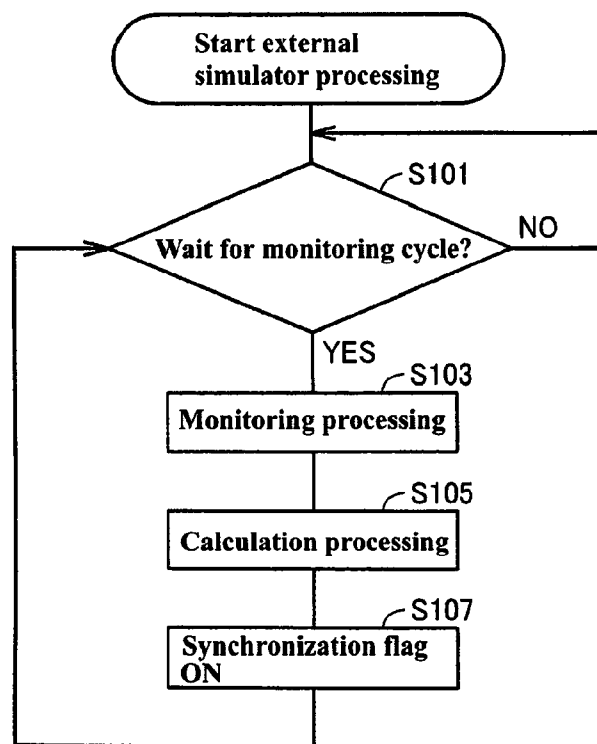 Start external
simulator processing
S101
Wait for monitoring cycle?
NO
YES
S103
Monitoring processing
S105
Calculation processing
S107
Synchronization flag
ON